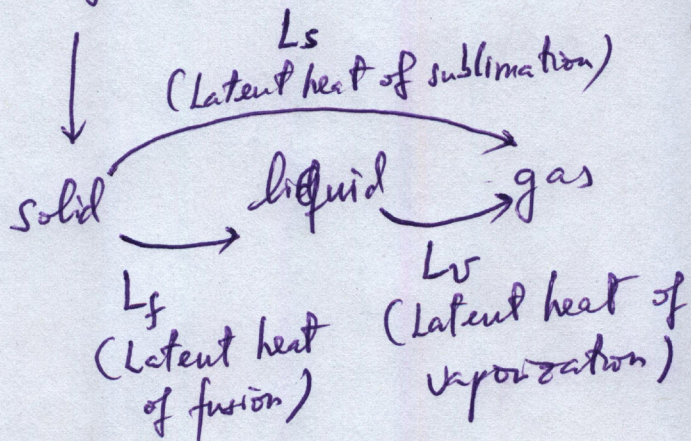 Ls
(Latent heat of sublimation)
solid
liquid
gas
Lf
(Latent heat
of fusion)
Lv
(Latent heat of
vaporization)